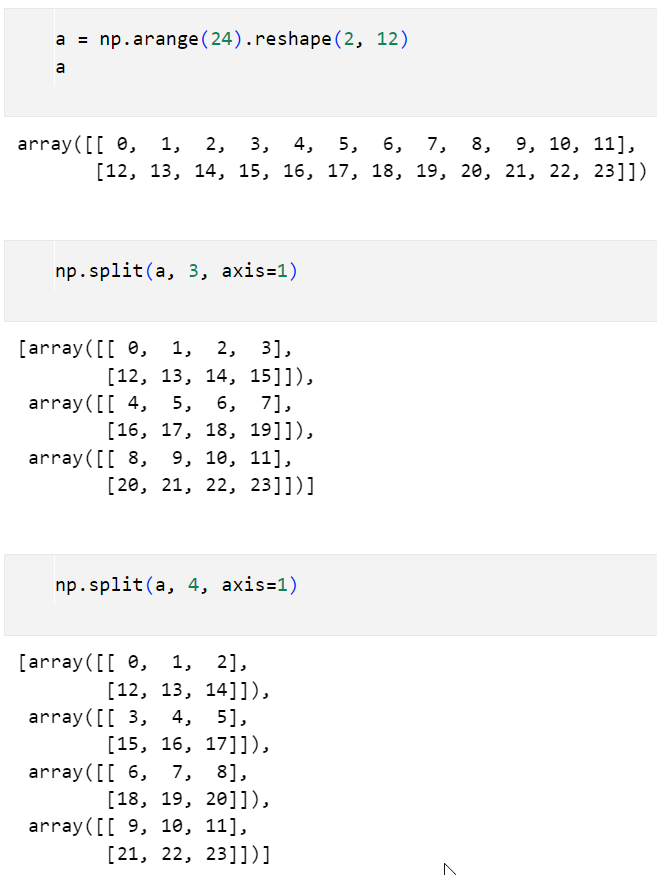 a = np.arange(24).reshape(2, 12)
a
array([[ 0,  1,  2,  3,  4,  5,  6,  7,  8,  9, 10, 11],
       [12, 13, 14, 15, 16, 17, 18, 19, 20, 21, 22, 23]])
np.split(a, 3, axis=1)
[array([[ 0,  1,  2,  3],
        [12, 13, 14, 15]]),
 array([[ 4,  5,  6,  7],
        [16, 17, 18, 19]]),
 array([[ 8,  9, 10, 11],
        [20, 21, 22, 23]])]
np.split(a, 4, axis=1)
[array([[ 0,  1,  2],
        [12, 13, 14]]),
 array([[ 3,  4,  5],
        [15, 16, 17]]),
 array([[ 6,  7,  8],
        [18, 19, 20]]),
 array([[ 9, 10, 11],
        [21, 22, 23]])]